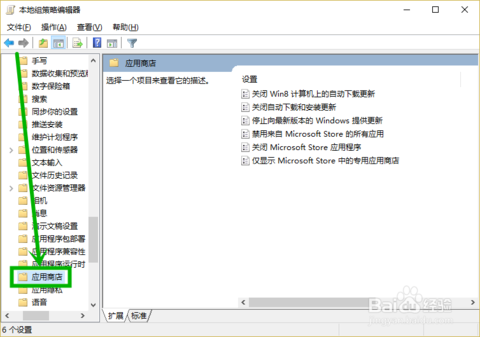 本地组策略编辑器
文件(F) 操作(A) 查看(V) 帮助(H)
手写
数据收集和预览版
数字保险箱
搜索
同步你的设置
推送安装
维护计划程序
位置和传感器
文本输入
文件历史记录
文件资源管理器
相机
消息
演示文稿设置
应用程序包部署
应用程序兼容性
应用程序运行时
应用商店
应用隐私
语音
应用商店
选择一个项目来查看它的描述。
设置
关闭 Win8 计算机上的自动下载更新
关闭自动下载和安装更新
停止向最新版本的 Windows 提供更新
禁用来自 Microsoft Store 的所有应用
关闭 Microsoft Store 应用程序
仅显示 Microsoft Store 中的专用应用商店
扩展 标准
6 个设置
Baidu 经验